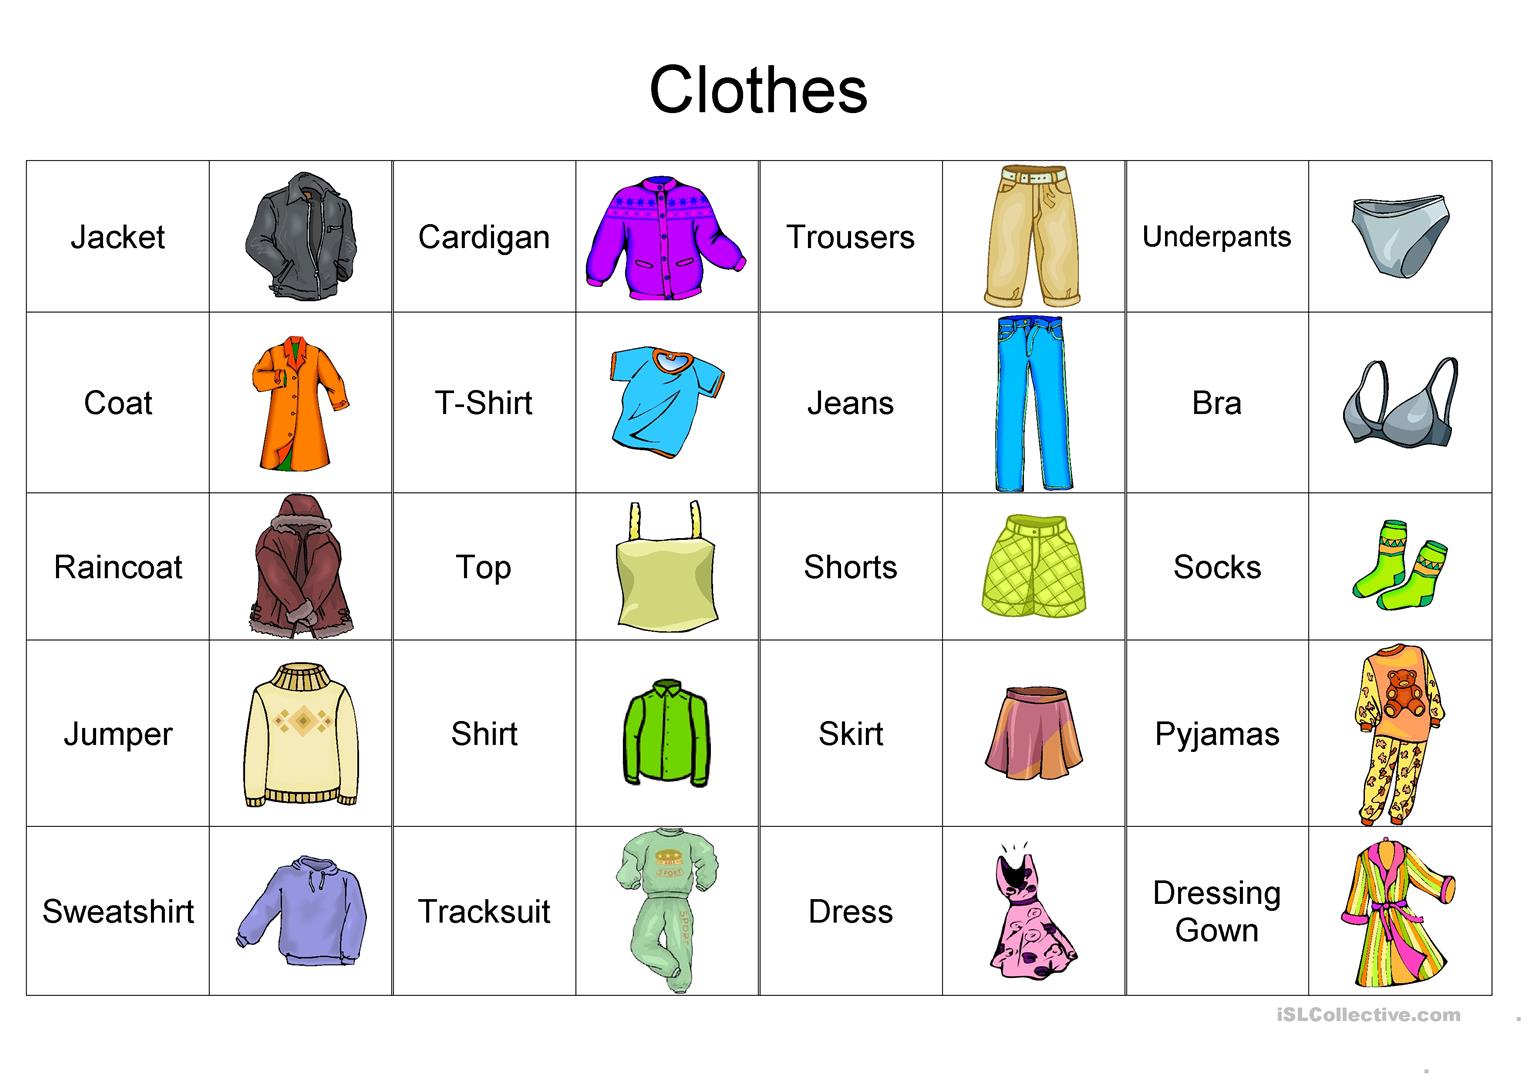 Clothes
Jacket Cardigan Trousers Underpants
Coat T-Shirt Jeans Bra
Raincoat Top Shorts Socks
Jumper Shirt Skirt Pyjamas
Sweatshirt Tracksuit Dress Dressing
Gown
SPORT
iSLCollective.com